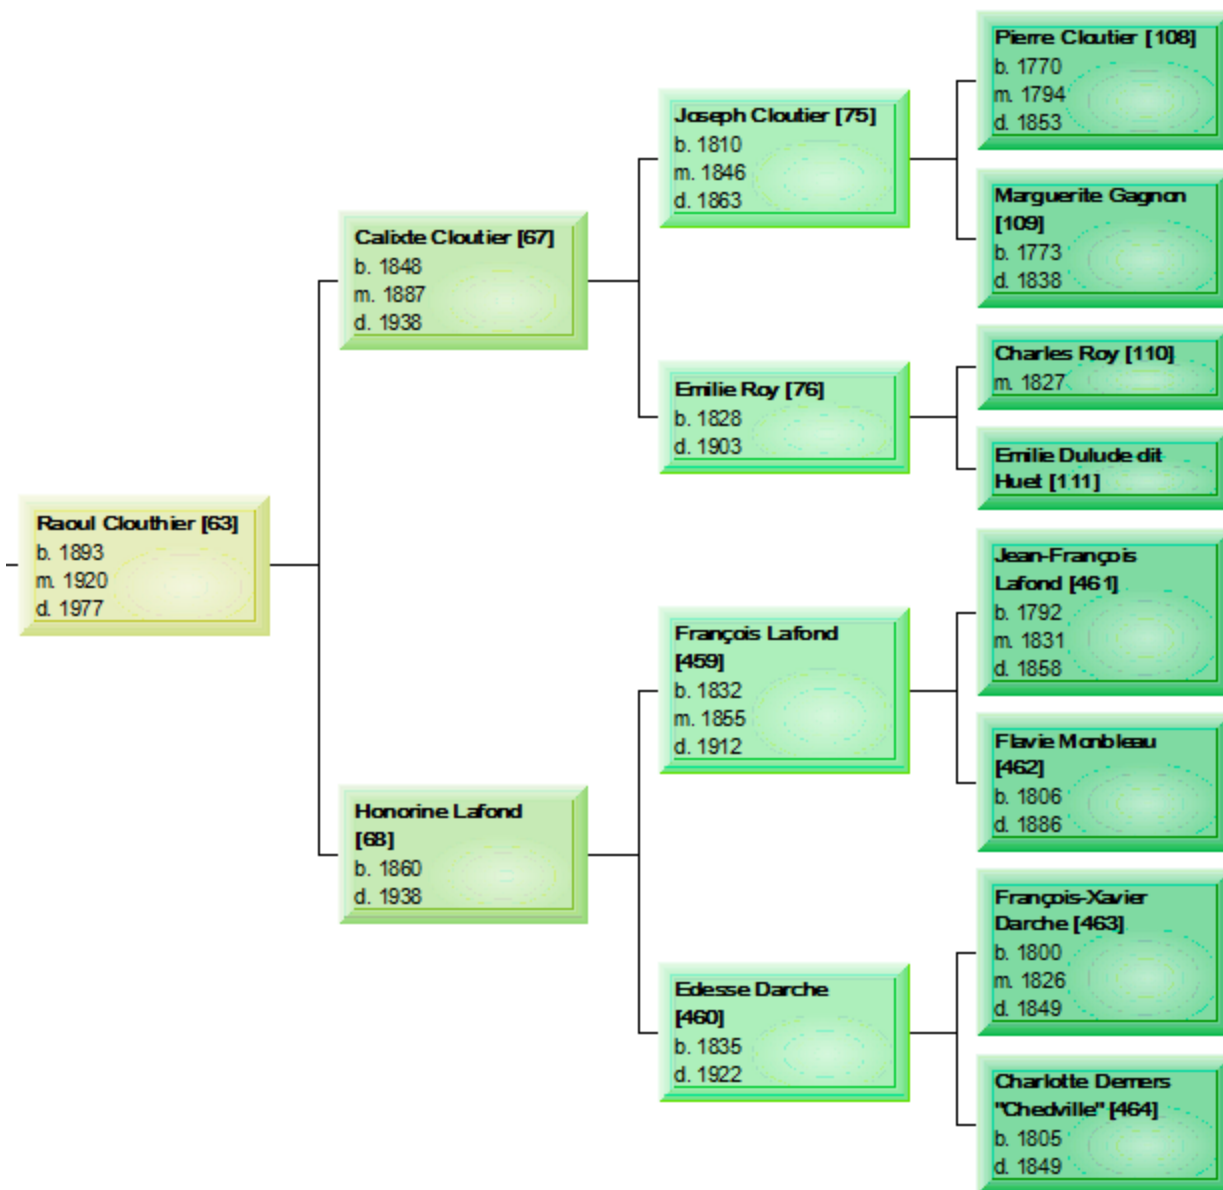 Raoul Clouthier [63]
b. 1893
m. 1920
d. 1977
Calixte Cloutier [67]
b. 1848
m. 1887
d. 1938
Honorine Lafond
[68]
b. 1860
d. 1938
Joseph Cloutier [75]
b. 1810
m. 1846
d. 1863
Emilie Roy [76]
b. 1828
d. 1903
François Lafond
[459]
b. 1832
m. 1855
d. 1912
Edesse Darche
[460]
b. 1835
d. 1922
Pierre Cloutier [108]
b. 1770
m. 1794
d. 1853
Marguerite Gagnon
[109]
b. 1773
d. 1838
Charles Roy [110]
m. 1827
Emilie Dulude dit
Huet [111]
Jean-François
Lafond [461]
b. 1792
m. 1831
d. 1858
Flavie Monbleau
[462]
b. 1806
d. 1886
François-Xavier
Darche [463]
b. 1800
m. 1826
d. 1849
Charlotte Demers
"Chedville" [464]
b. 1805
d. 1849